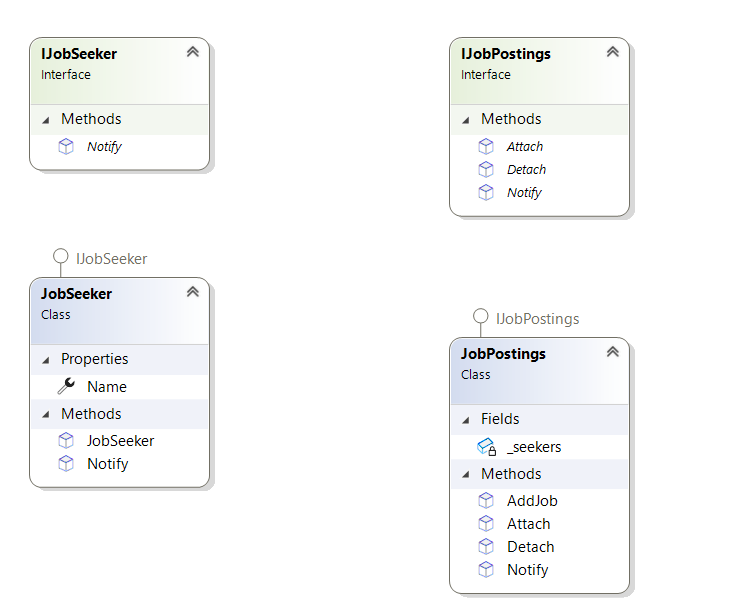 IJobSeeker
Interface
Methods
Notify
IJobPostings
Interface
Methods
Attach
Detach
Notify
IJobSeeker
JobSeeker
Class
Properties
Name
Methods
JobSeeker
Notify
IJobPostings
JobPostings
Class
Fields
_seekers
Methods
AddJob
Attach
Detach
Notify